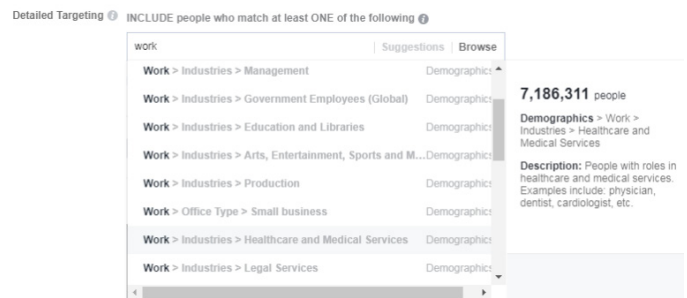 Detailed Targeting
INCLUDE people who match at least ONE of the following
work
Suggestions | Browse
Work > Industries > Management Demographics
Work > Industries > Government Employees (Global) Demographics
Work > Industries > Education and Libraries Demographics
Work > Industries > Arts, Entertainment, Sports and M... Demographics
Work > Industries > Production Demographics
Work > Office Type > Small business Demographics
Work > Industries > Healthcare and Medical Services Demographics
Work > Industries > Legal Services Demographics
7,186,311 people
Demographics > Work >
Industries > Healthcare and
Medical Services
Description: People with roles in
healthcare and medical services.
Examples include: physician,
dentist, cardiologist, etc.